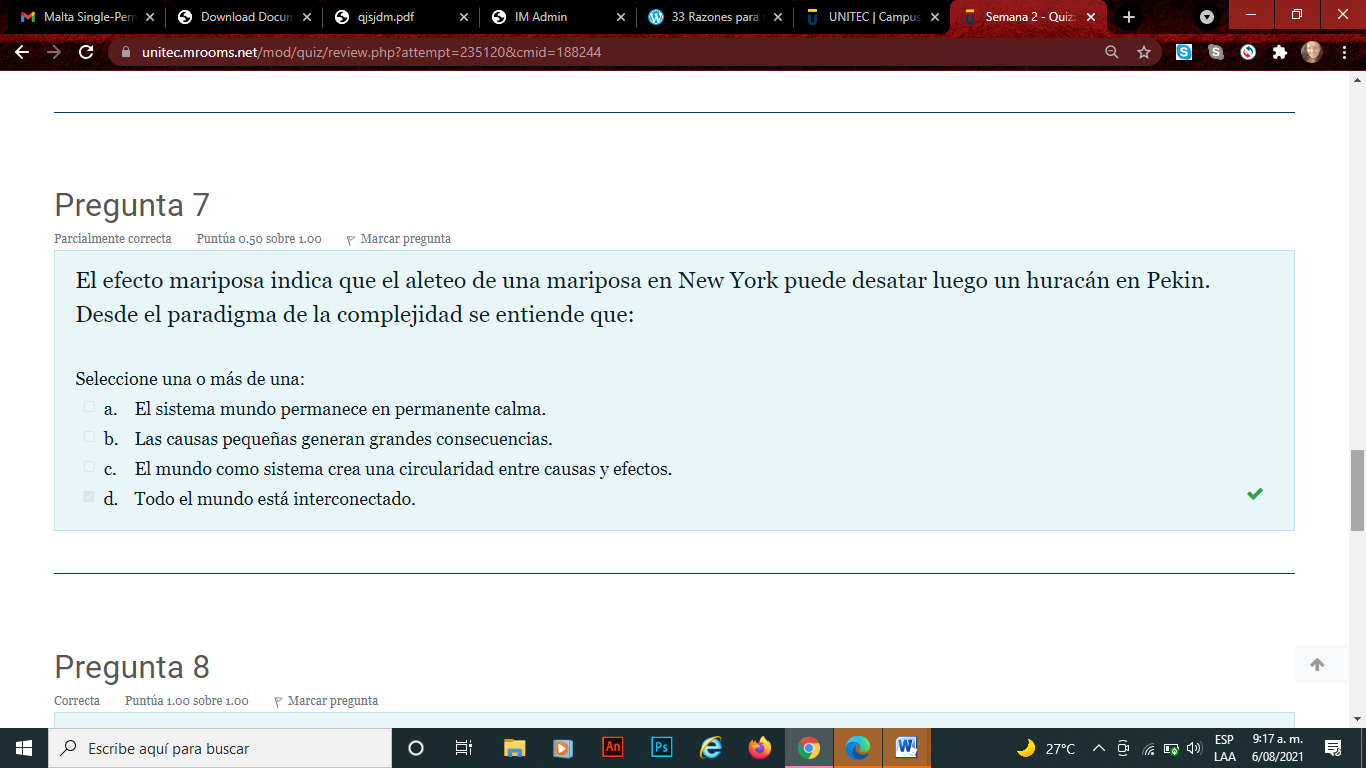 Malta Single-Perm
Download Docum
qjsjdm.pdf
IM Admin
33 Razones para v
UNITEC | Campus
Semana 2 - Quiz:
unitec.mrooms.net/mod/quiz/review.php?attempt=235120&cmid=188244
Pregunta 7
Parcialmente correcta Puntúa 0.50 sobre 1.00 Marcar pregunta
El efecto mariposa indica que el aleteo de una mariposa en New York puede desatar luego un huracán en Pekin.
Desde el paradigma de la complejidad se entiende que:
Seleccione una o más de una:
a. El sistema mundo permanece en permanente calma.
b. Las causas pequeñas generan grandes consecuencias.
c. El mundo como sistema crea una circularidad entre causas y efectos.
d. Todo el mundo está interconectado.
Pregunta 8
Correcta Puntúa 1.00 sobre 1.00 Marcar pregunta
Escribe aquí para buscar
An
Ps
27°C
ESP
LAA
9:17 a. m.
6/08/2021